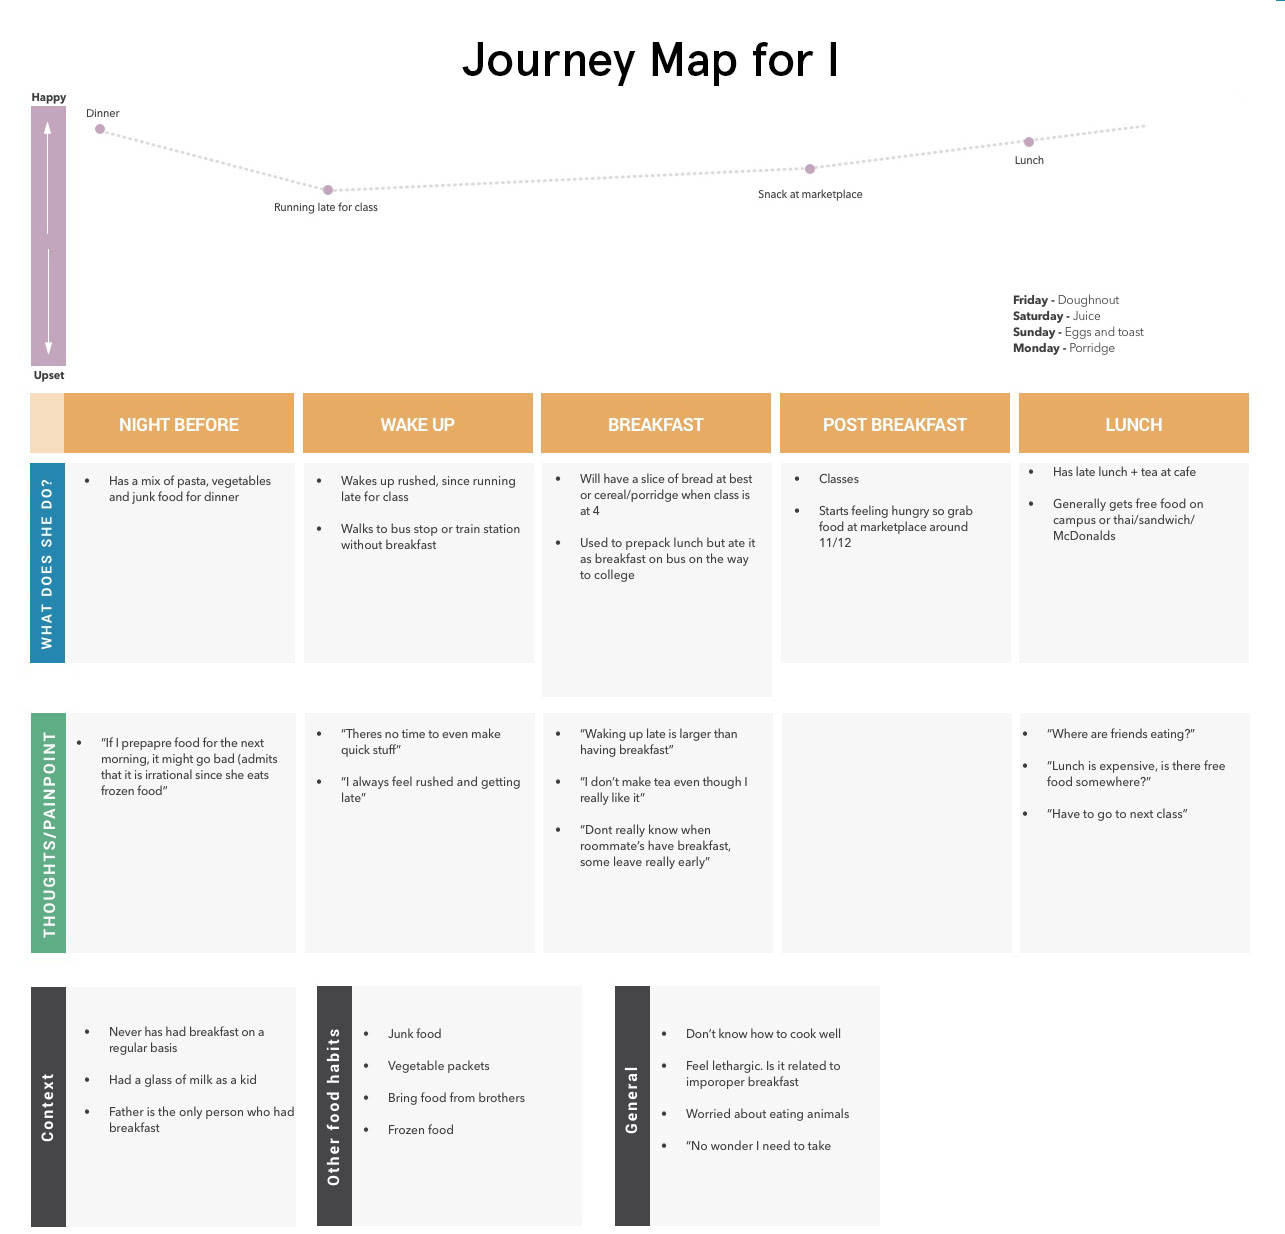 Journey Map for I
Happy
Dinner
Running late for class
Snack at marketplace
Lunch
Friday - Doughnout
Saturday - Juice
Sunday - Eggs and toast
Monday - Porridge
Upset
NIGHT BEFORE
WAKE UP
BREAKFAST
POST BREAKFAST
LUNCH
WHAT DOES SHE DO?
• Has a mix of pasta, vegetables
and junk food for dinner
• Wakes up rushed, since running
late for class
• Walks to bus stop or train station
without breakfast
• Will have a slice of bread at best
or cereal/porridge when class is
at 4
• Used to prepack lunch but ate it
as breakfast on bus on the way
to college
• Classes
• Starts feeling hungry so grab
food at marketplace around
11/12
• Has late lunch + tea at cafe
• Generally gets free food on
campus or thai/sandwich/
McDonalds
THOUGHTS/PAINPOINT
• “If I prepapre food for the next
morning, it might go bad (admits
that it is irrational since she eats
frozen food”
• “Theres no time to even make
quick stuff”
• “I always feel rushed and getting
late”
• “Waking up late is larger than
having breakfast”
• “I don’t make tea even though I
really like it”
• “Dont really know when
roommate’s have breakfast,
some leave really early”
• “Where are friends eating?”
• “Lunch is expensive, is there free
food somewhere?”
• “Have to go to next class”
Context
• Never has had breakfast on a
regular basis
• Had a glass of milk as a kid
• Father is the only person who had
breakfast
Other food habits
• Junk food
• Vegetable packets
• Bring food from brothers
• Frozen food
General
• Don’t know how to cook well
• Feel lethargic. Is it related to
imporoper breakfast
• Worried about eating animals
• “No wonder I need to take